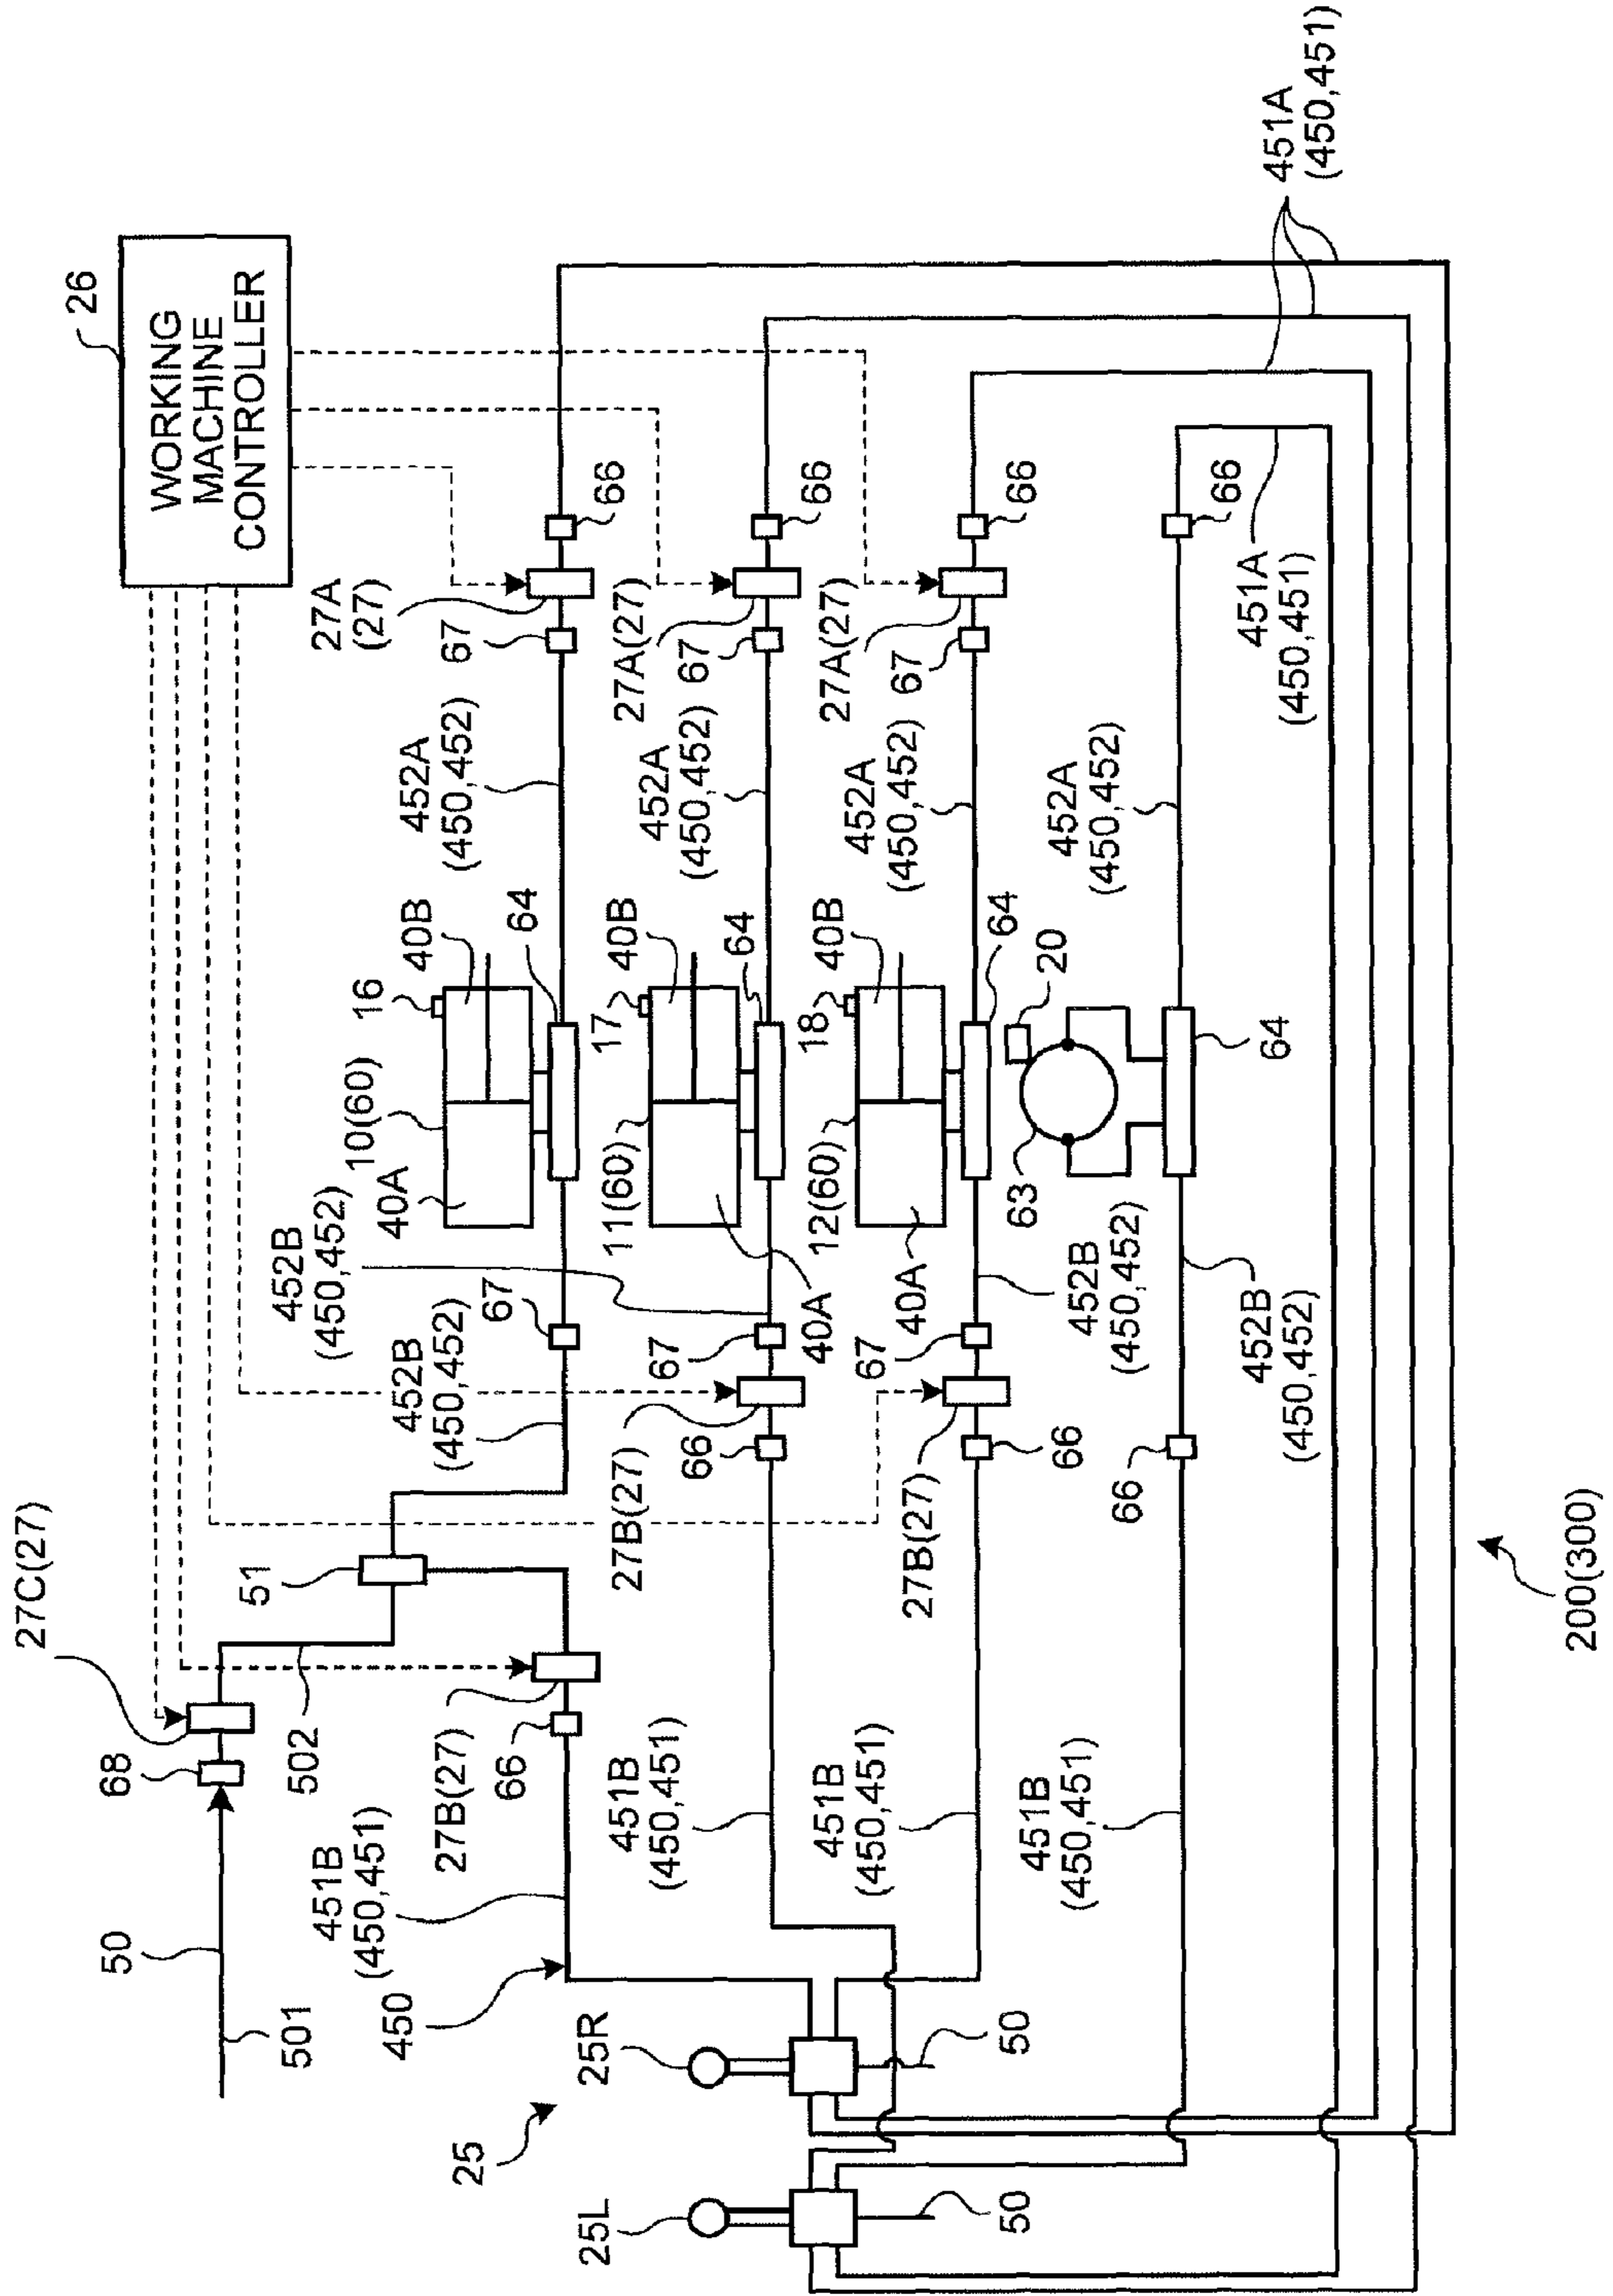 26
WORKING
MACHINE
CONTROLLER
27C(27)
68
50
501
502
51
27B(27)
66
451B
(450,451)
450
452B
(450,452)
67
452B
(450,452)
10(60)
40A
16
40B
64
452A
(450,452)
67
27A
(27)
66
451B
(450,451)
66
27B(27)
67
40A
11(60)
17
40B
64
452A
(450,452)
67
27A(27)
66
451B
(450,451)
27B(27)
66
67
40A
452B
(450,452)
12(60)
18
40B
64
452A
(450,452)
67
27A(27)
66
451B
(450,451)
66
452B
(450,452)
63
20
64
452A
(450,452)
66
451A
(450,451)
451A
(450,451)
25
25R
50
25L
50
200(300)